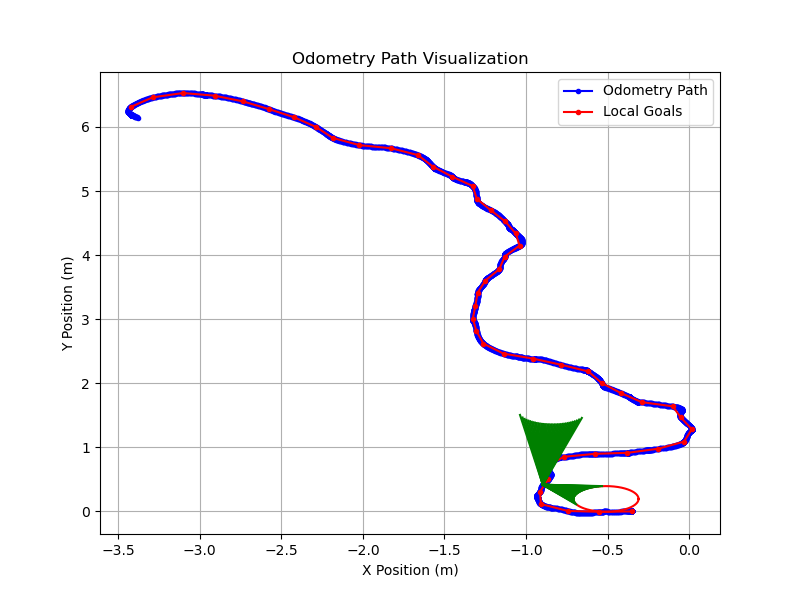 Odometry Path Visualization
Odometry Path
Local Goals
Y Position (m)
6
5
4
3
2
1
0
−3.5 −3.0 −2.5 −2.0 −1.5 −1.0 −0.5 0.0
X Position (m)